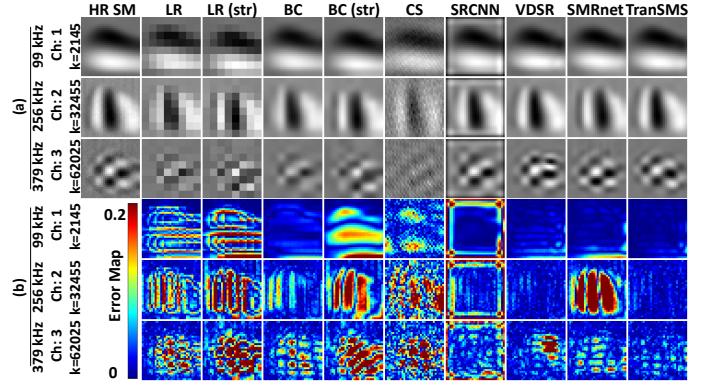 HR SM LR LR (str) BC BC (str) CS SRCNN VDSR SMRnet TranSMS
(a)
99 kHz
Ch: 1
k=2145
256 kHz
Ch: 2
k=32455
379 kHz
Ch: 3
k=62025
(b)
99 kHz
Ch: 1
k=2145
256 kHz
Ch: 2
k=32455
379 kHz
Ch: 3
k=62025
0.2
Error Map
0